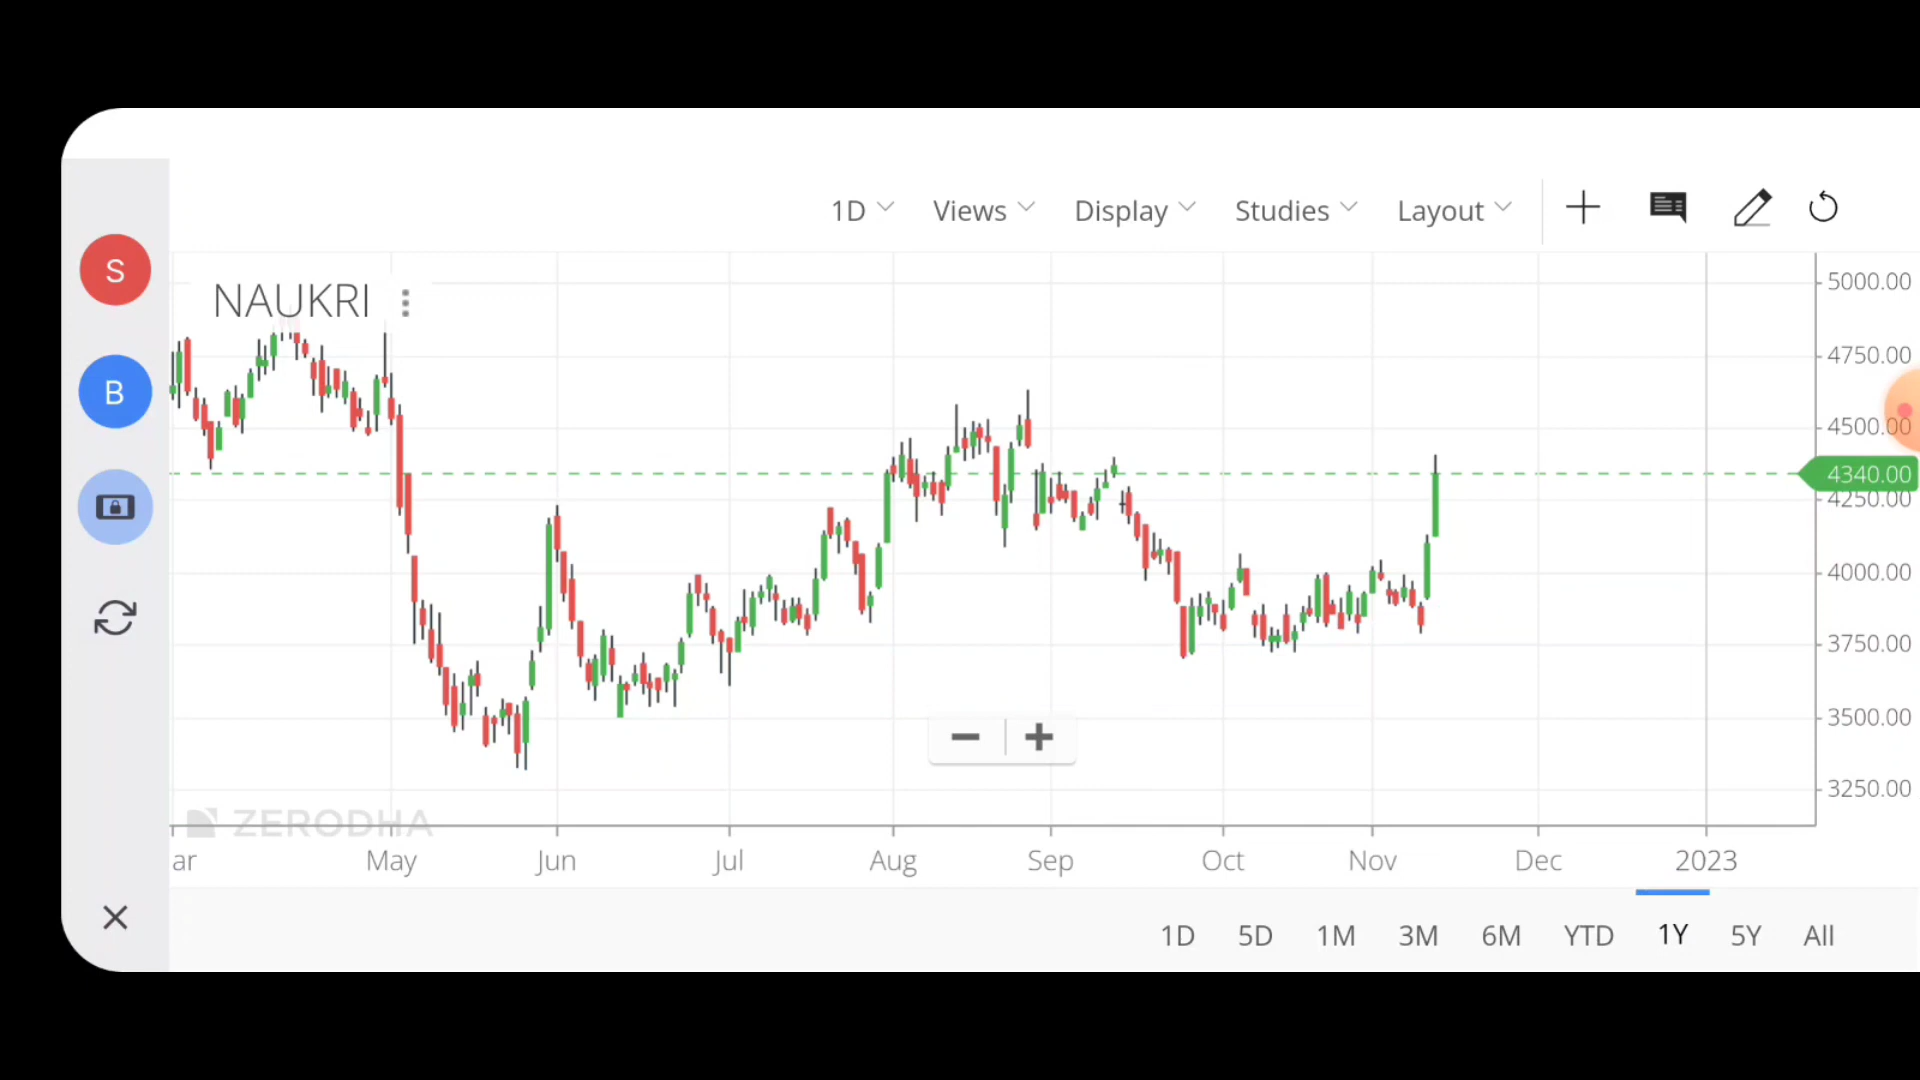 1D Views Display Studies Layout
S
NAUKRI
B
5000.00
4750.00
4500.00
4340.00
4250.00
4000.00
3750.00
3500.00
3250.00
ZERODHA
ar May Jun Jul Aug Sep Oct Nov Dec 2023
1D 5D 1M 3M 6M YTD 1Y 5Y All